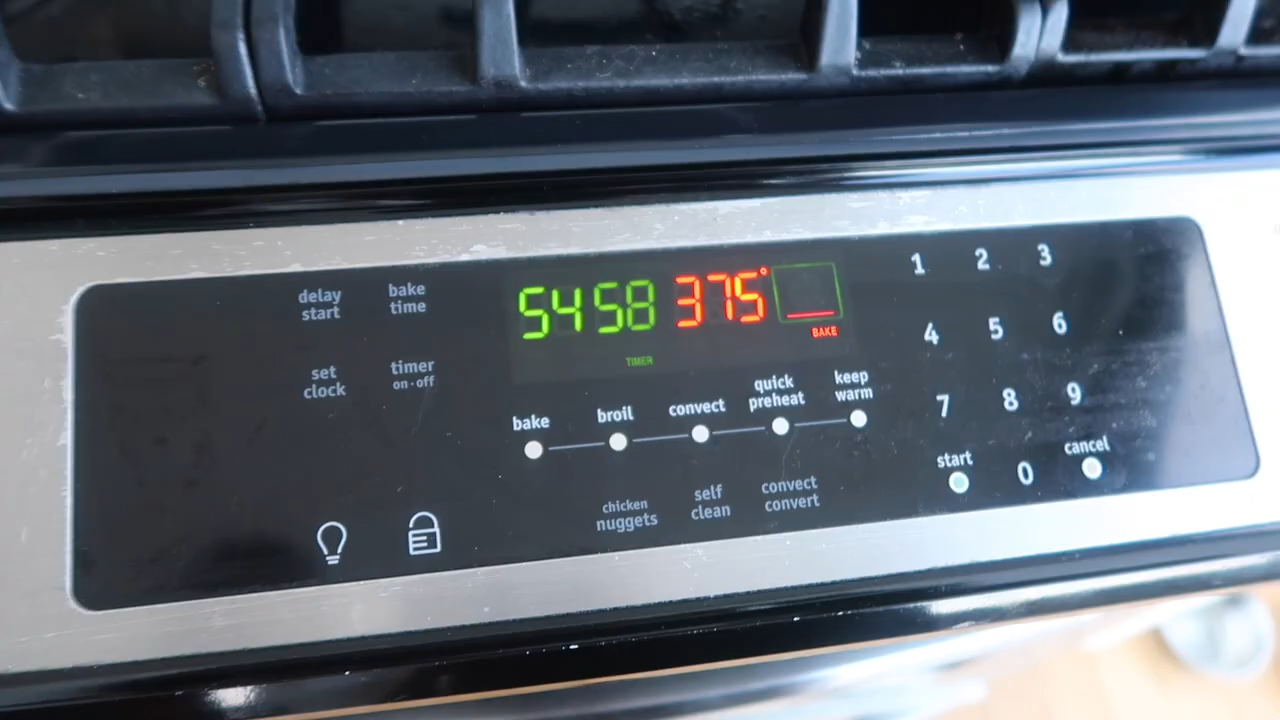 delay start
bake time
set clock
timer on·off
5458 375°
TIMER
BAKE
bake
broil
convect
quick preheat
keep warm
chicken nuggets
self clean
convect convert
1 2 3
4 5 6
7 8 9
start 0 cancel